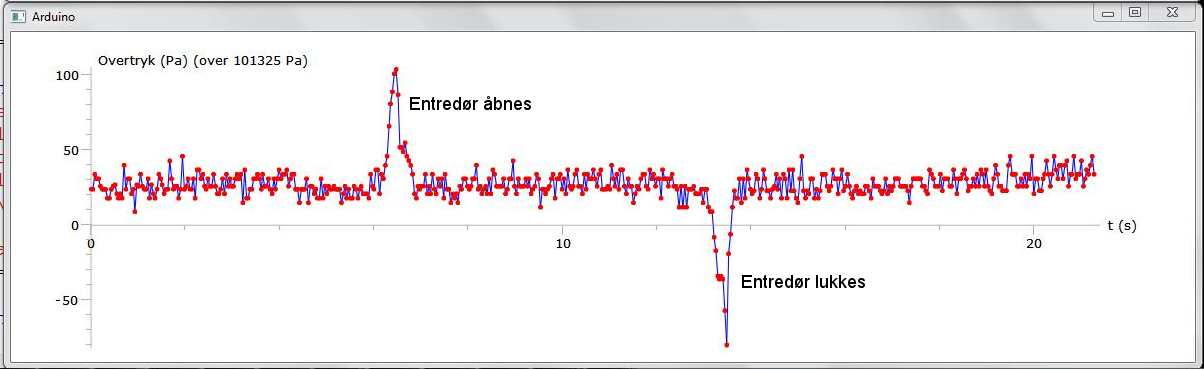 Arduino
Overtryk (Pa) (over 101325 Pa)
100
Entredør åbnes
50
0
t (s)
0
10
20
Entredør lukkes
-50